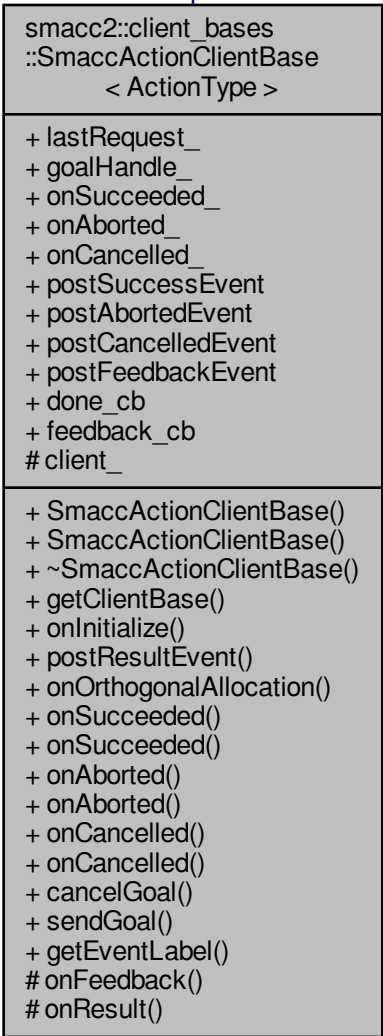 smacc2::client_bases
::SmaccActionClientBase
< ActionType >
+ lastRequest_
+ goalHandle_
+ onSucceeded_
+ onAborted_
+ onCancelled_
+ postSuccessEvent
+ postAbortedEvent
+ postCancelledEvent
+ postFeedbackEvent
+ done_cb
+ feedback_cb
# client_
+ SmaccActionClientBase()
+ SmaccActionClientBase()
+ ~SmaccActionClientBase()
+ getClientBase()
+ onInitialize()
+ postResultEvent()
+ onOrthogonalAllocation()
+ onSucceeded()
+ onSucceeded()
+ onAborted()
+ onAborted()
+ onCancelled()
+ onCancelled()
+ cancelGoal()
+ sendGoal()
+ getEventLabel()
# onFeedback()
# onResult()